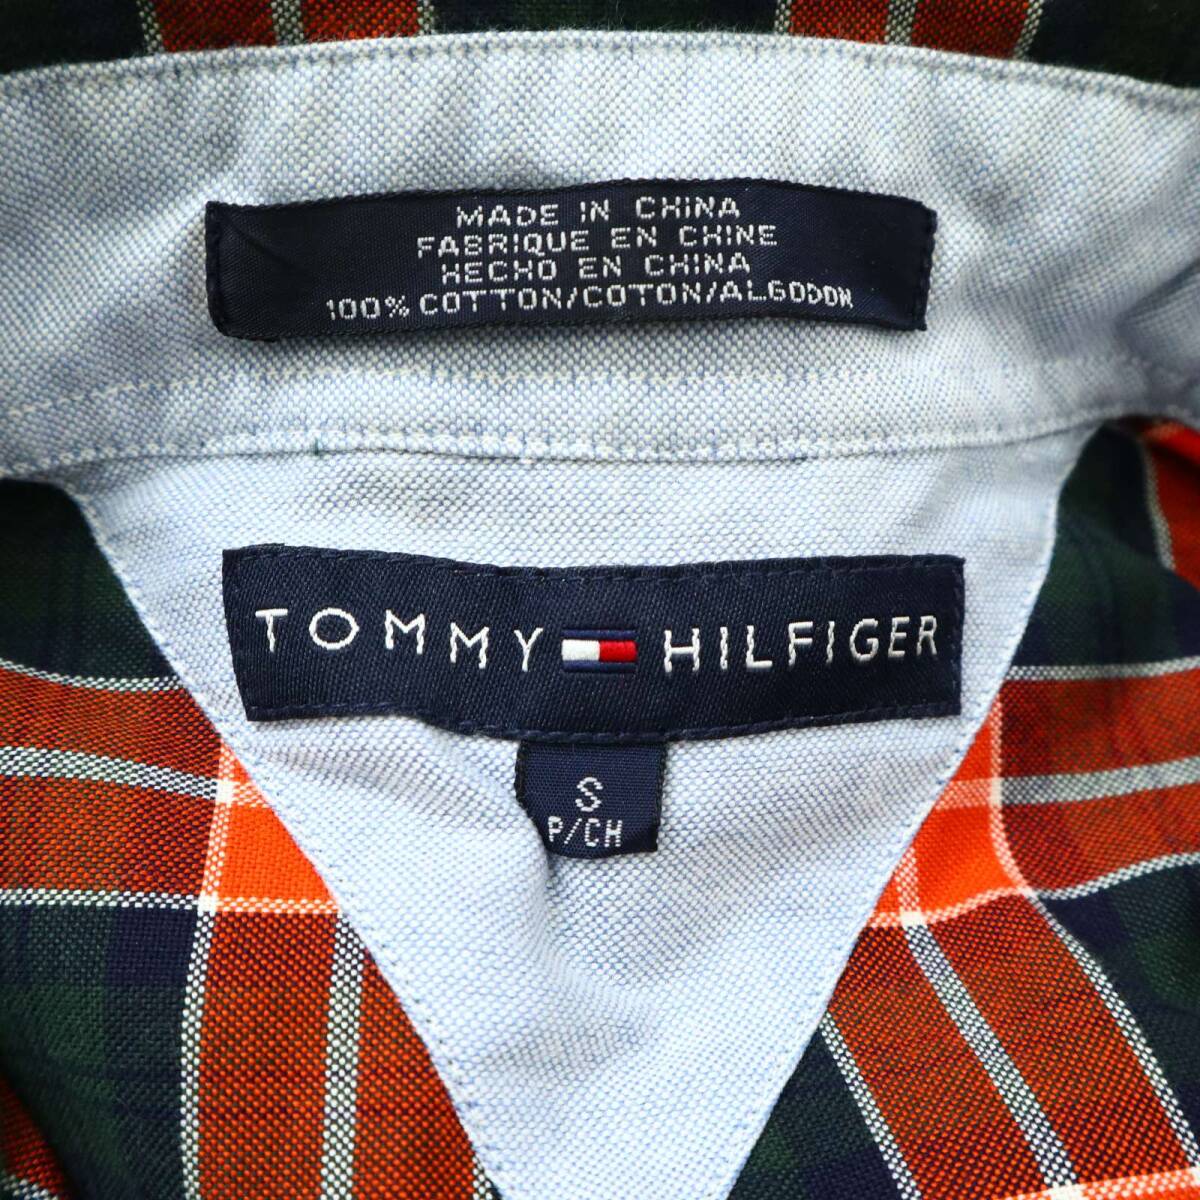 MADE IN CHINA
FABRIQUE EN CHINE
HECHO EN CHINA
100% COTTON/COTON/ALGODON
TOMMY HILFIGER
S
P/CH